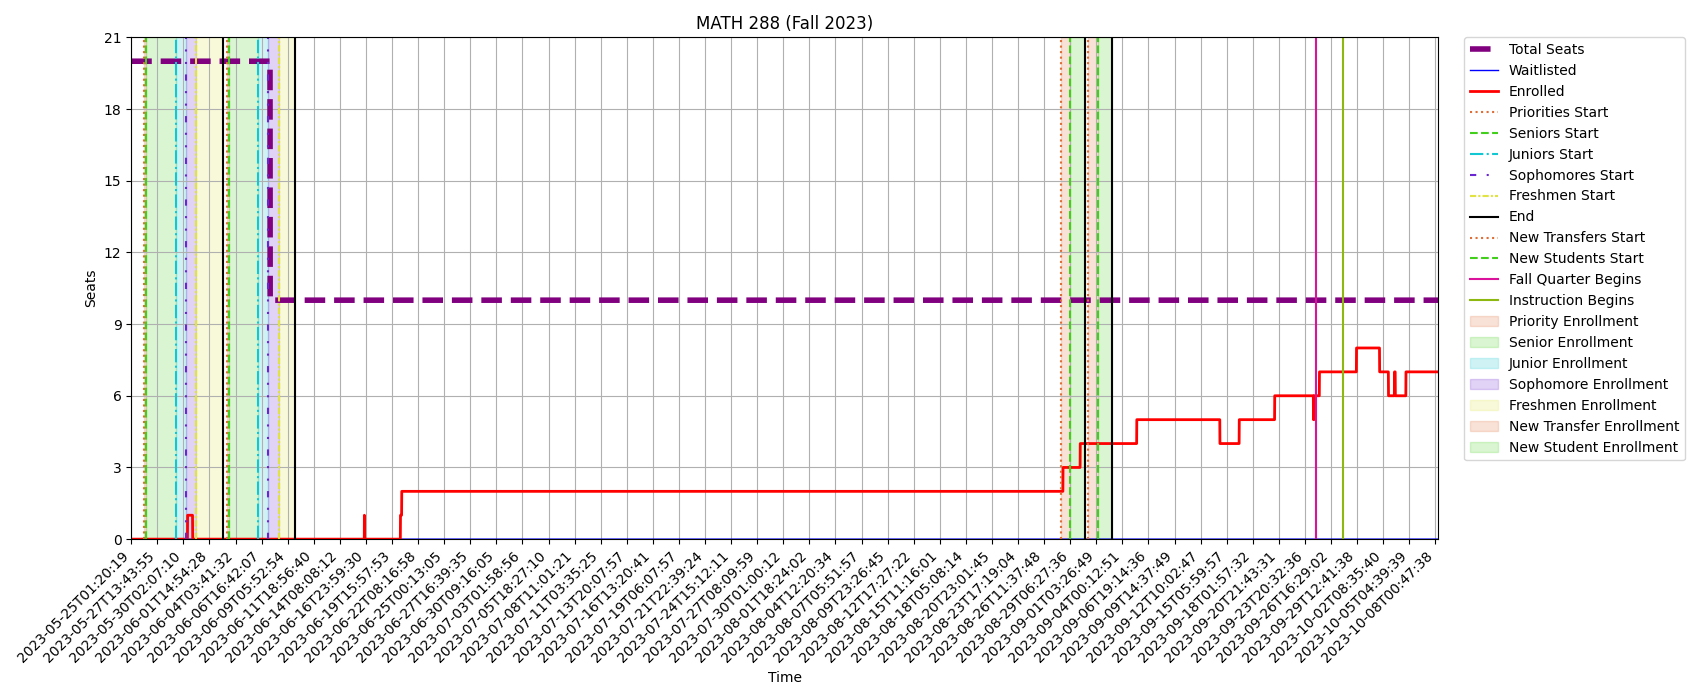 MATH 288 (Fall 2023)
21
18
15
12
9
6
3
0
Seats
2023-05-25T01:20:19
2023-05-27T13:43:55
2023-05-30T02:07:10
2023-06-01T14:54:28
2023-06-04T03:41:32
2023-06-06T16:42:07
2023-06-09T05:52:54
2023-06-11T18:56:40
2023-06-14T08:08:12
2023-06-16T23:59:30
2023-06-19T15:57:53
2023-06-22T08:16:58
2023-06-25T00:13:05
2023-06-27T16:39:35
2023-06-30T09:16:05
2023-07-03T01:58:56
2023-07-05T18:27:10
2023-07-08T11:01:21
2023-07-11T03:35:25
2023-07-13T20:07:57
2023-07-16T13:20:41
2023-07-19T06:07:57
2023-07-21T22:39:24
2023-07-24T15:12:11
2023-07-27T08:09:59
2023-07-30T01:00:12
2023-08-01T18:24:02
2023-08-04T12:20:34
2023-08-07T05:51:57
2023-08-09T23:26:45
2023-08-12T17:27:22
2023-08-15T11:16:01
2023-08-18T05:08:14
2023-08-20T23:01:45
2023-08-23T17:19:04
2023-08-26T11:37:48
2023-08-29T06:27:36
2023-09-01T03:26:49
2023-09-04T00:12:51
2023-09-06T19:14:36
2023-09-09T14:37:49
2023-09-12T10:02:47
2023-09-15T05:59:57
2023-09-18T01:57:32
2023-09-20T21:43:31
2023-09-23T20:32:36
2023-09-26T16:29:02
2023-09-29T12:41:38
2023-10-02T08:35:40
2023-10-05T04:39:39
2023-10-08T00:47:38
Time
Total Seats
Waitlisted
Enrolled
Priorities Start
Seniors Start
Juniors Start
Sophomores Start
Freshmen Start
End
New Transfers Start
New Students Start
Fall Quarter Begins
Instruction Begins
Priority Enrollment
Senior Enrollment
Junior Enrollment
Sophomore Enrollment
Freshmen Enrollment
New Transfer Enrollment
New Student Enrollment